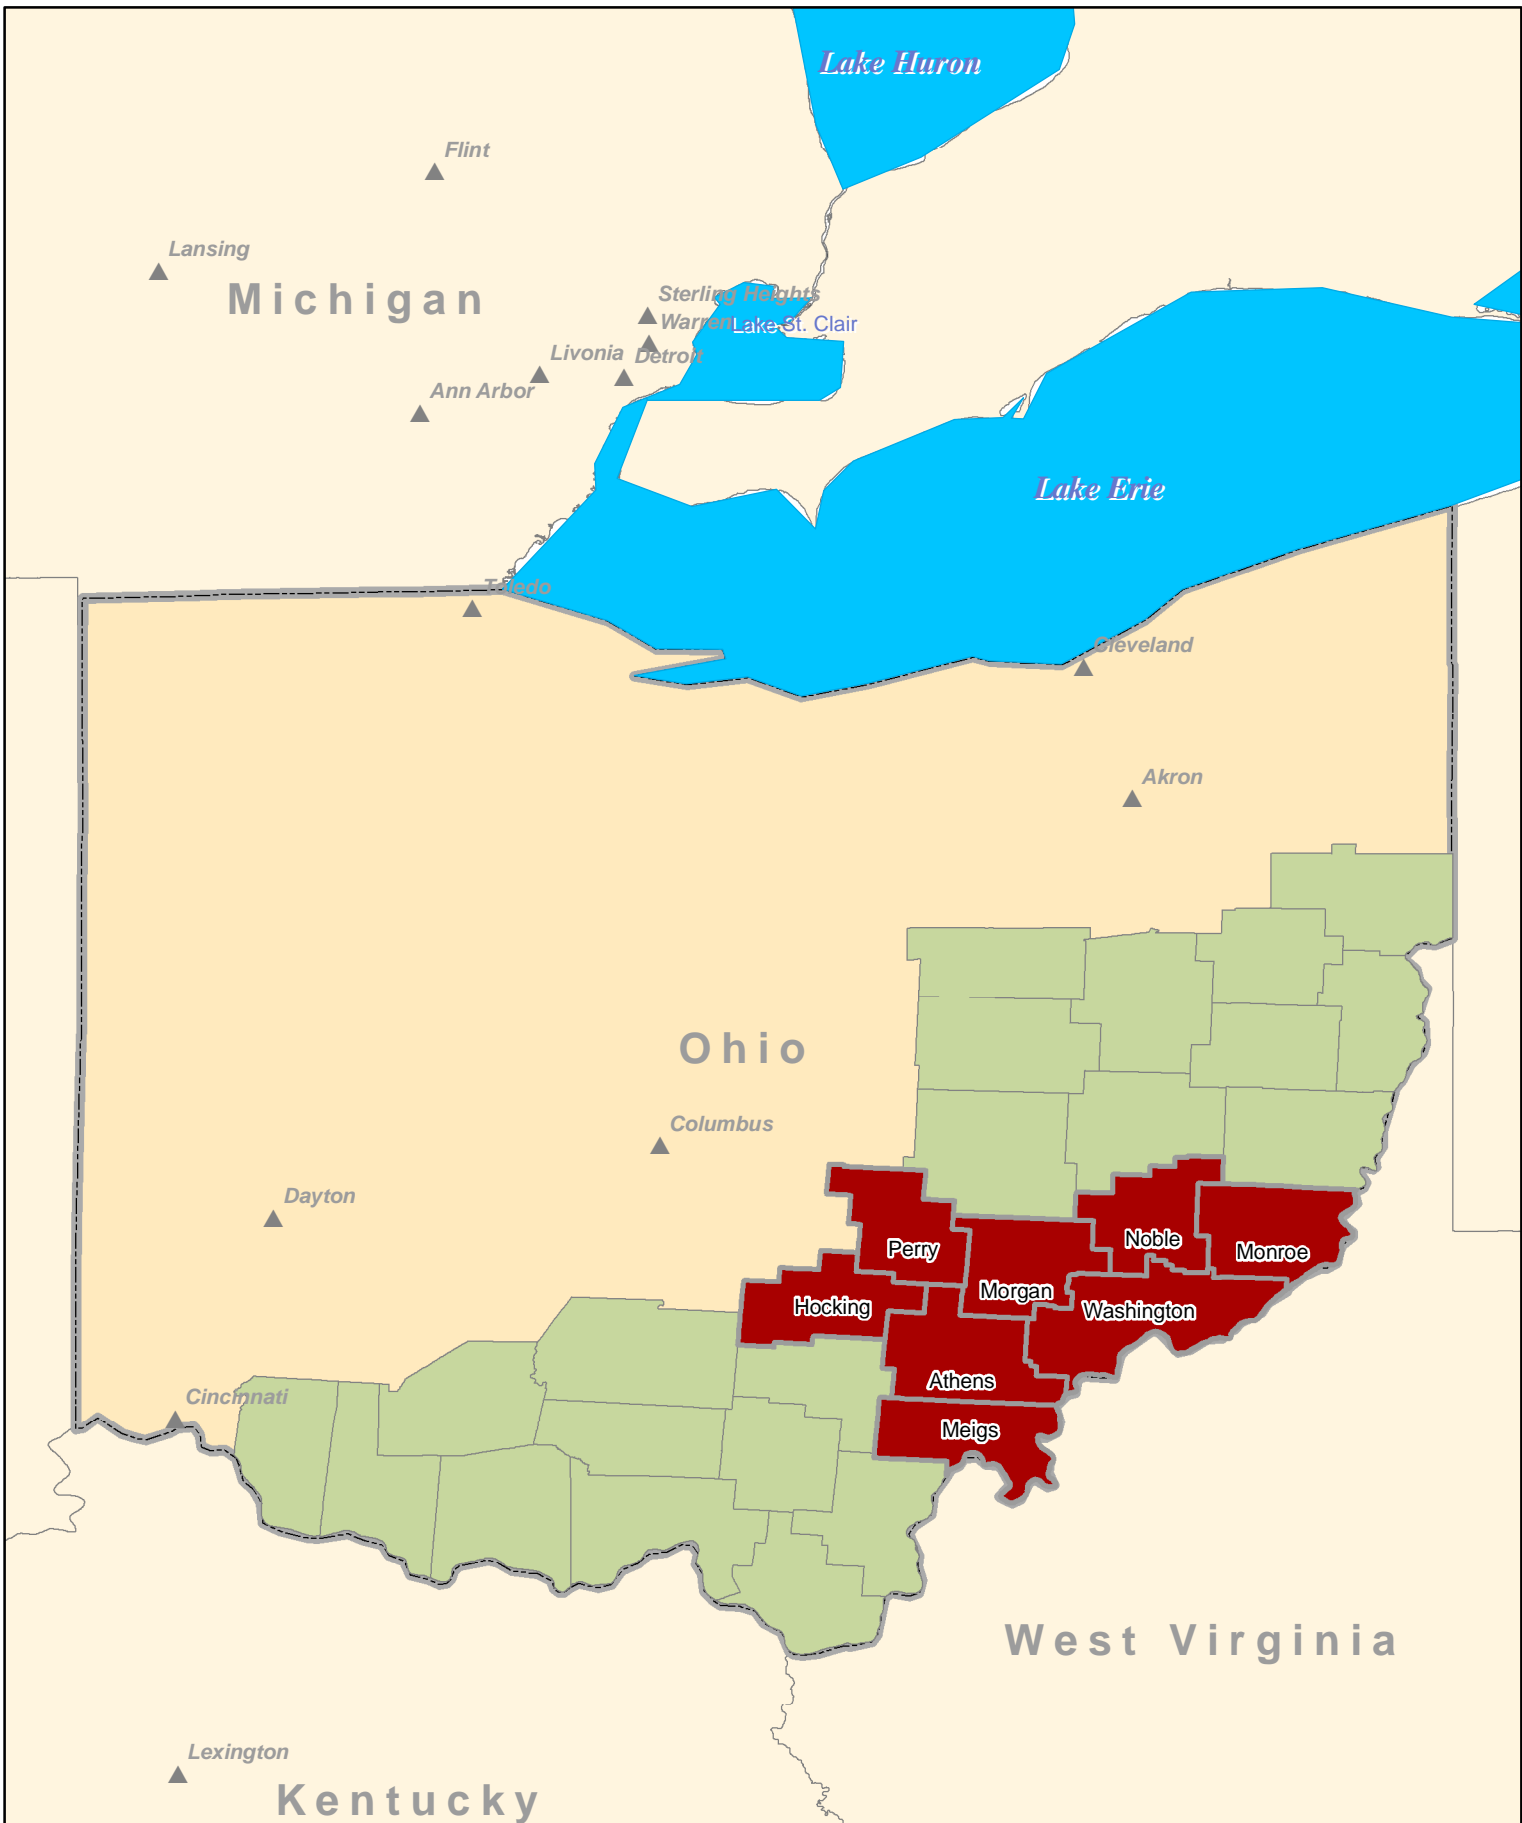 Lake Huron
Flint
Lansing
Michigan
Sterling Heights
Warren
Lake St. Clair
Livonia
Detroit
Ann Arbor
Lake Erie
Toledo
Cleveland
Akron
Ohio
Columbus
Dayton
Perry
Noble
Monroe
Morgan
Hocking
Washington
Athens
Cincinnati
Meigs
West Virginia
Lexington
Kentucky